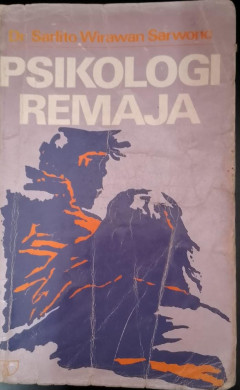 Dr. Sarlito Wirawan Sarwono
PSIKOLOGI
REMAJA